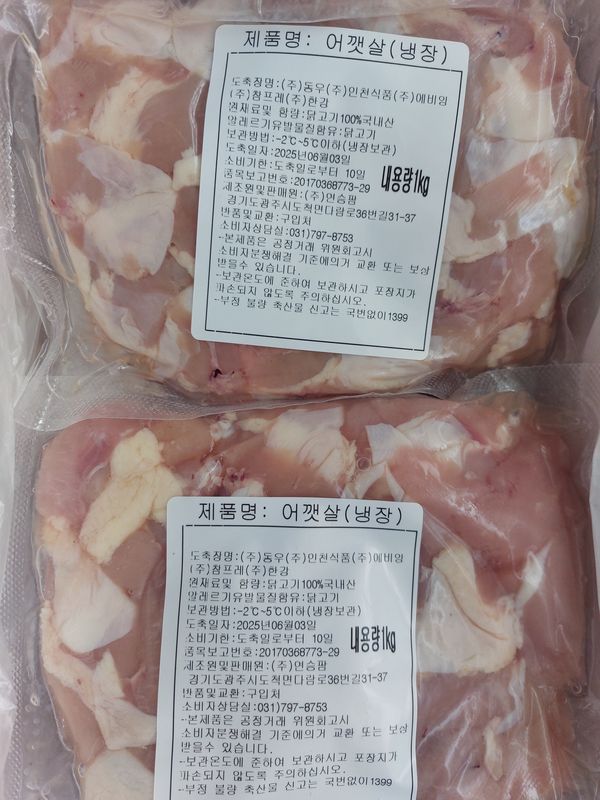 제품명: 어깻살(냉장)
도축장명:(주)동우(주)인천식품(주)에비앙
(주)참프레(주)한강
원재료및 함량:닭고기100%국내산
알레르기유발물질함유:닭고기
보관방법:-2℃~5℃이하(냉장보관)
도축일자:2025년06월03일
소비기한:도축일로부터 10일
품목보고번호:20170368773-29
내용량1kg
제조원및판매원:(주)연승팜
경기도광주시도척면다람로36번길31-37
반품및교환:구입처
소비자상담실:031)797-8753
~본제품은 공정거래 위원회고시
소비자분쟁해결 기준에의거 교환 또는 보상
받을수 있습니다.
~보관온도에 준하여 보관하시고 포장지가
파손되지 않도록 주의하십시오.
~부정 불량 축산물 신고는 국번없이1399
제품명: 어깻살(냉장)
도축장명:(주)동우(주)인천식품(주)에비앙
(주)참프레(주)한강
원재료및 함량:닭고기100%국내산
알레르기유발물질함유:닭고기
보관방법:-2℃~5℃이하(냉장보관)
도축일자:2025년06월03일
소비기한:도축일로부터 10일
품목보고번호:20170368773-29
내용량1kg
제조원및판매원:(주)연승팜
경기도광주시도척면다람로36번길31-37
반품및교환:구입처
소비자상담실:031)797-8753
~본제품은 공정거래 위원회고시
소비자분쟁해결 기준에의거 교환 또는 보상
받을수 있습니다.
~보관온도에 준하여 보관하시고 포장지가
파손되지 않도록 주의하십시오.
~부정 불량 축산물 신고는 국번없이1399